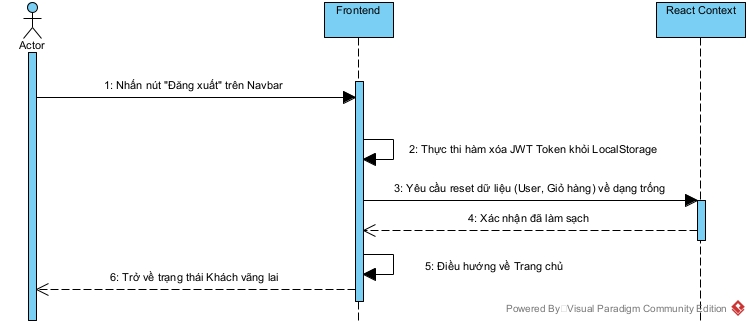 Frontend
React Context
Actor
1: Nhấn nút "Đăng xuất" trên Navbar
2: Thực thi hàm xóa JWT Token khỏi LocalStorage
3: Yêu cầu reset dữ liệu (User, Giỏ hàng) về dạng trống
4: Xác nhận đã làm sạch
5: Điều hướng về Trang chủ
6: Trở về trạng thái Khách vãng lai
Powered By Visual Paradigm Community Edition